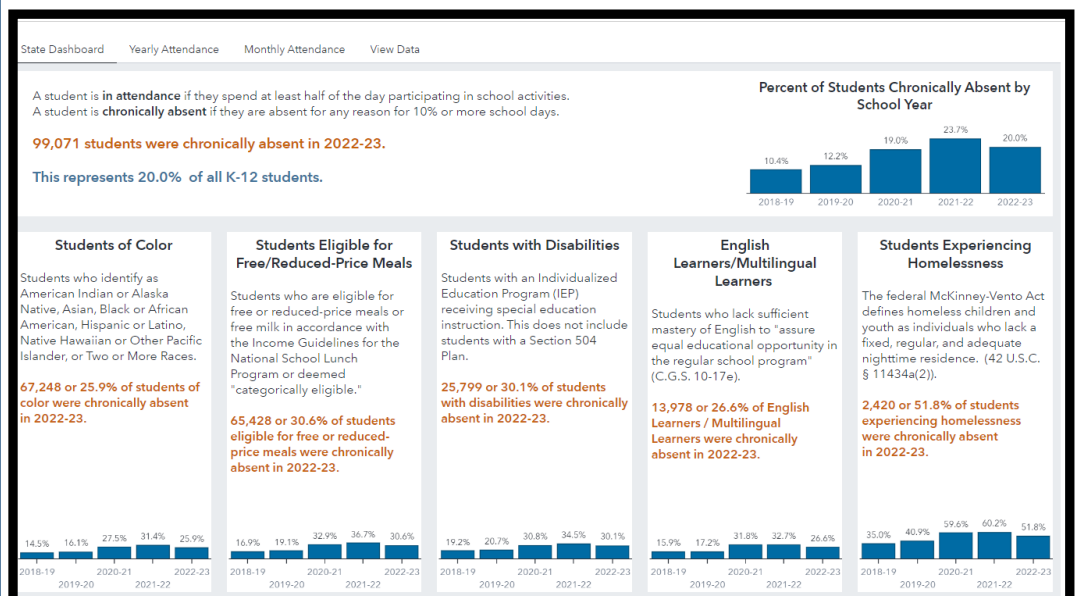 State Dashboard Yearly Attendance Monthly Attendance View Data
A student is in attendance if they spend at least half of the day participating in school activities.
A student is chronically absent if they are absent for any reason for 10% or more school days.
99,071 students were chronically absent in 2022-23.
This represents 20.0% of all K-12 students.
Percent of Students Chronically Absent by
School Year
10.4% 12.2% 19.0% 23.7% 20.0%
2018-19 2019-20 2020-21 2021-22 2022-23
Students of Color
Students who identify as
American Indian or Alaska
Native, Asian, Black or African
American, Hispanic or Latino,
Native Hawaiian or Other Pacific
Islander, or Two or More Races.
67,248 or 25.9% of students of
color were chronically absent
in 2022-23.
14.5% 16.1% 27.5% 31.4% 25.9%
2018-19 2020-21 2022-23
2019-20 2021-22
Students Eligible for
Free/Reduced-Price Meals
Students who are eligible for
free or reduced-price meals or
free milk in accordance with
the Income Guidelines for the
National School Lunch
Program or deemed
"categorically eligible."
65,428 or 30.6% of students
eligible for free or reduced-
price meals were chronically
absent in 2022-23.
16.9% 19.1% 32.9% 36.7% 30.6%
2018-19 2020-21 2022-23
2019-20 2021-22
Students with Disabilities
Students with an Individualized
Education Program (IEP)
receiving special education
instruction. This does not include
students with a Section 504
Plan.
25,799 or 30.1% of students
with disabilities were chronically
absent in 2022-23.
19.2% 20.7% 30.8% 34.5% 30.1%
2018-19 2020-21 2022-23
2019-20 2021-22
English
Learners/Multilingual
Learners
Students who lack sufficient
mastery of English to "assure
equal educational opportunity in
the regular school program"
(C.G.S. 10-17e).
13,978 or 26.6% of English
Learners / Multilingual
Learners were chronically
absent in 2022-23.
15.9% 17.2% 31.8% 32.7% 26.6%
2018-19 2020-21 2022-23
2019-20 2021-22
Students Experiencing
Homelessness
The federal McKinney-Vento Act
defines homeless children and
youth as individuals who lack a
fixed, regular, and adequate
nighttime residence. (42 U.S.C.
§ 11434a(2)).
2,420 or 51.8% of students
experiencing homelessness
were chronically absent
in 2022-23.
35.0% 40.9% 59.6% 60.2% 51.8%
2018-19 2020-21 2022-23
2019-20 2021-22